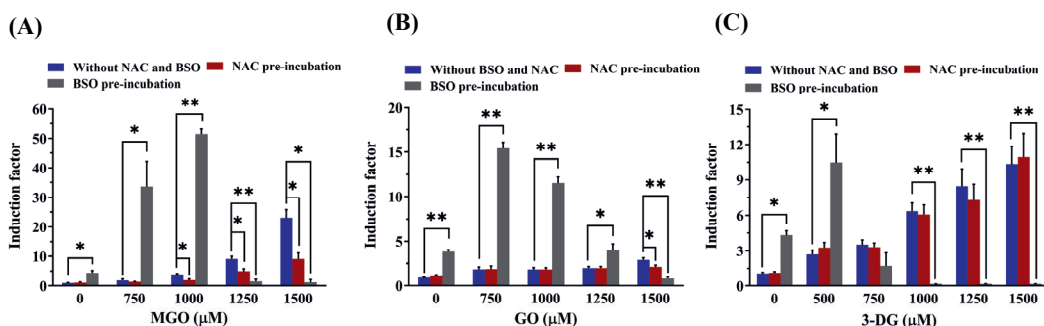 (A)
Without NAC and BSO NAC pre-incubation
BSO pre-incubation
60
50
40
30
20
10
0
Induction factor
* * ** * * ** * * *
0 750 1000 1250 1500
MGO (μM)
(B)
Without BSO and NAC NAC pre-incubation
BSO pre-incubation
20
15
10
5
0
Induction factor
** ** ** * ** *
0 750 1000 1250 1500
GO (μM)
(C)
Without NAC and BSO NAC pre-incubation
BSO pre-incubation
15
12
9
6
3
0
Induction factor
* * ** ** **
0 500 750 1000 1250 1500
3-DG (μM)